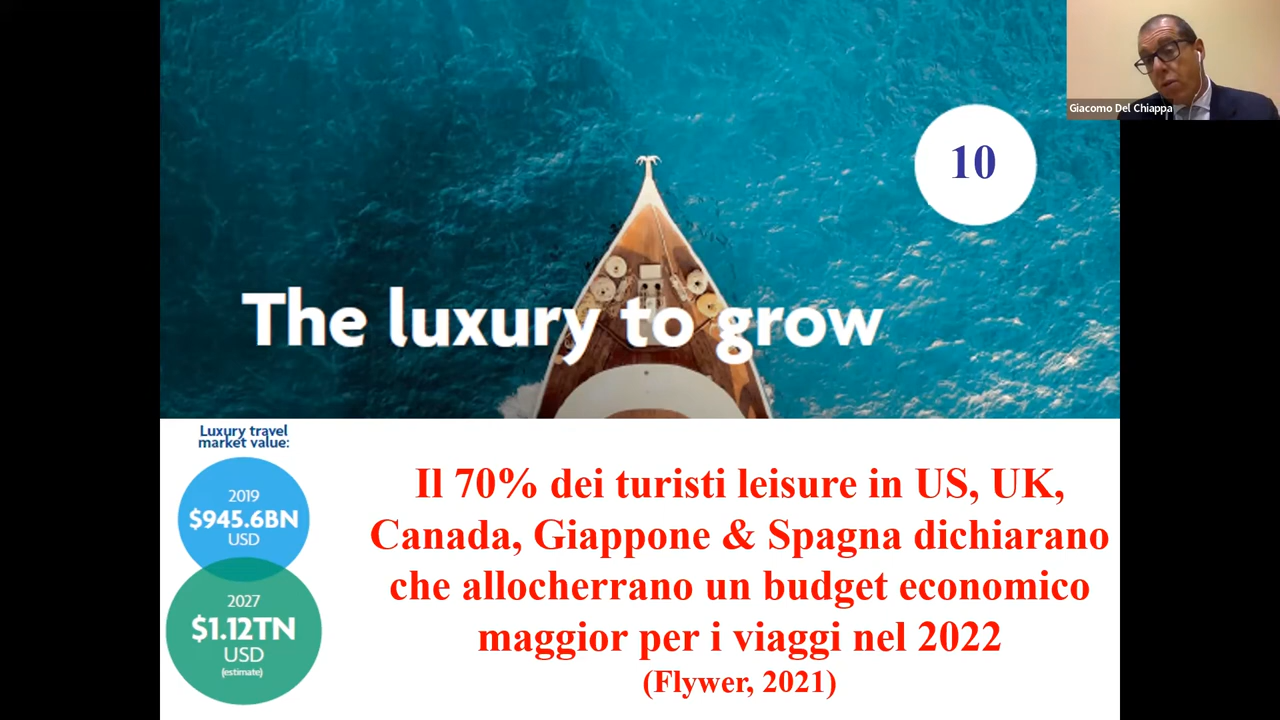 Giacomo Del Chiappa
10
The luxury to grow
Luxury travel
market value:
2019
$945.6BN
USD
2027
$1.12TN
USD
(estimate)
Il 70% dei turisti leisure in US, UK,
Canada, Giappone & Spagna dichiarano
che allocherrano un budget economico
maggior per i viaggi nel 2022
(Flywer, 2021)